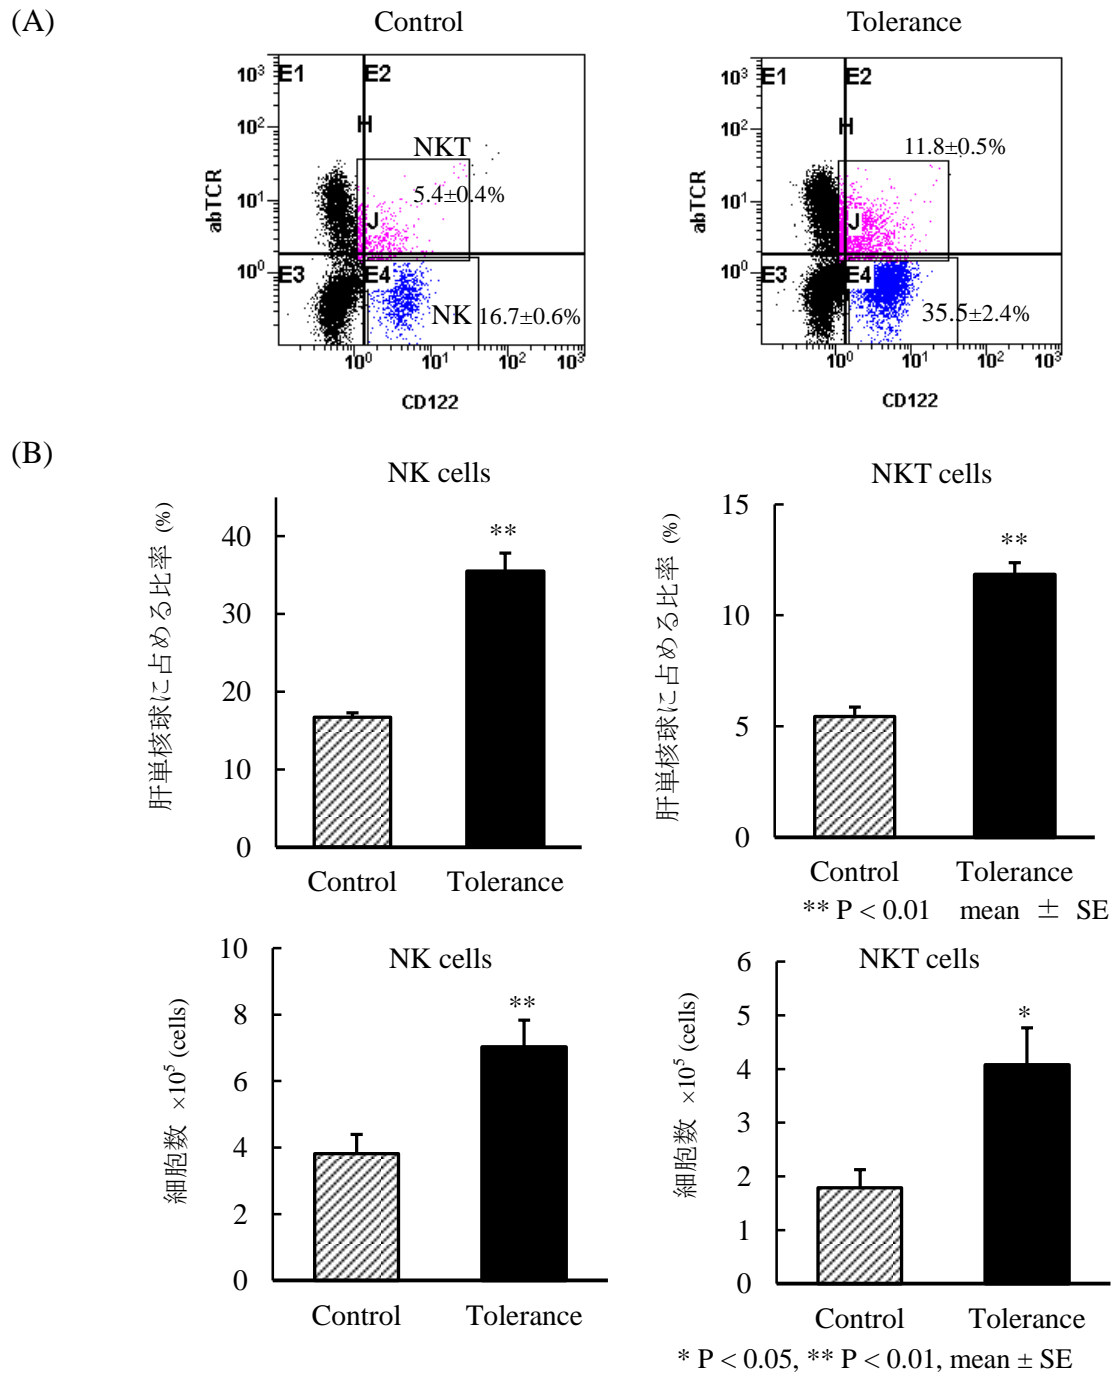 (A)
Control
Tolerance
10³
10²
10¹
10⁰
abTCR
E1
E2
H
NKT
5.4±0.4%
J
E3
E4
NK
16.7±0.6%
10⁰
10¹
10²
10³
CD122
10³
10²
10¹
10⁰
abTCR
E1
E2
H
11.8±0.5%
J
E3
E4
35.5±2.4%
10⁰
10¹
10²
10³
CD122
(B)
NK cells
肝単核球に占める比率 (%)
40
30
20
10
0
**
Control
Tolerance
NKT cells
肝単核球に占める比率 (%)
15
10
5
0
**
Control
Tolerance
** P < 0.01 mean ± SE
NK cells
細胞数 ×10⁵ (cells)
10
8
6
4
2
0
**
Control
Tolerance
NKT cells
細胞数 ×10⁵ (cells)
6
5
4
3
2
1
0
*
Control
Tolerance
* P < 0.05, ** P < 0.01, mean ± SE